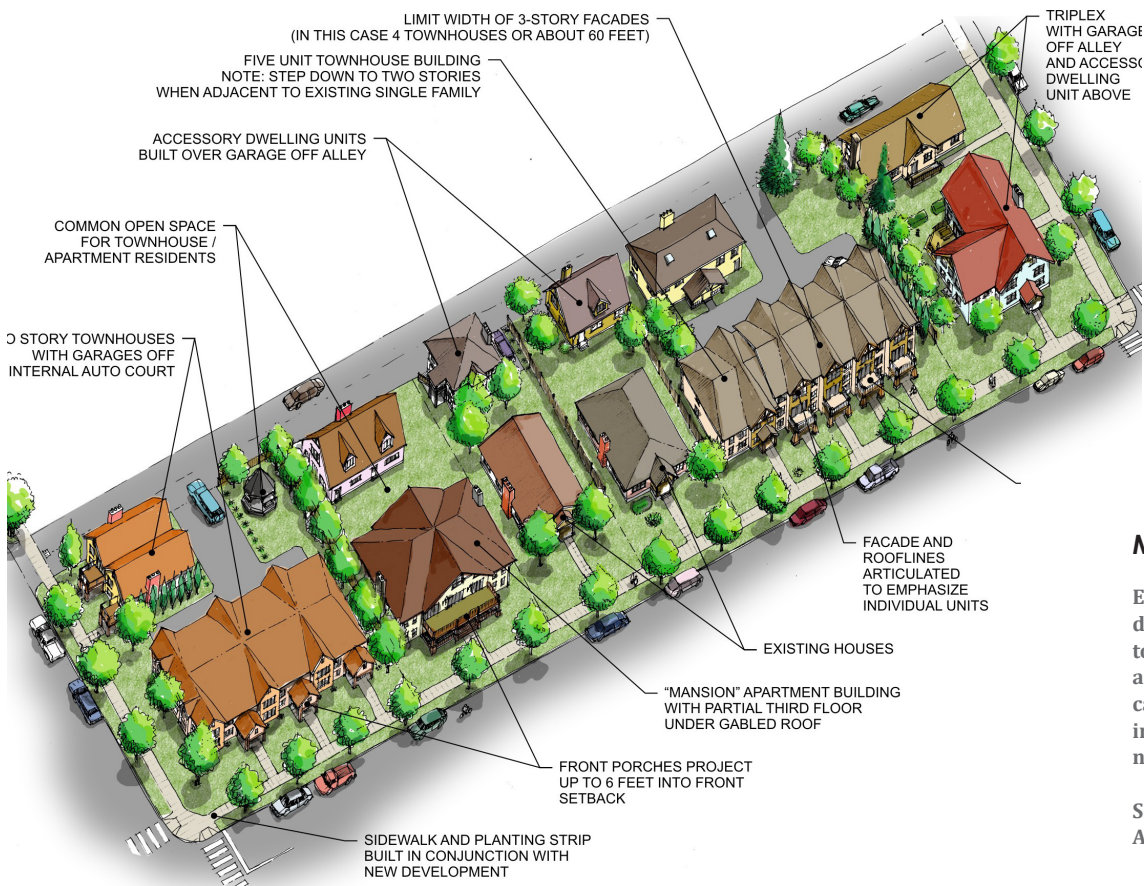 LIMIT WIDTH OF 3-STORY FACADES
(IN THIS CASE 4 TOWNHOUSES OR ABOUT 60 FEET)
FIVE UNIT TOWNHOUSE BUILDING
NOTE: STEP DOWN TO TWO STORIES
WHEN ADJACENT TO EXISTING SINGLE FAMILY
ACCESSORY DWELLING UNITS
BUILT OVER GARAGE OFF ALLEY
COMMON OPEN SPACE
FOR TOWNHOUSE /
APARTMENT RESIDENTS
O STORY TOWNHOUSES
WITH GARAGES OFF
INTERNAL AUTO COURT
TRIPLEX
WITH GARAGE
OFF ALLEY
AND ACCESSO
DWELLING
UNIT ABOVE
FACADE AND
ROOFLINES
ARTICULATED
TO EMPHASIZE
INDIVIDUAL UNITS
EXISTING HOUSES
“MANSION” APARTMENT BUILDING
WITH PARTIAL THIRD FLOOR
UNDER GABLED ROOF
FRONT PORCHES PROJECT
UP TO 6 FEET INTO FRONT
SETBACK
SIDEWALK AND PLANTING STRIP
BUILT IN CONJUNCTION WITH
NEW DEVELOPMENT